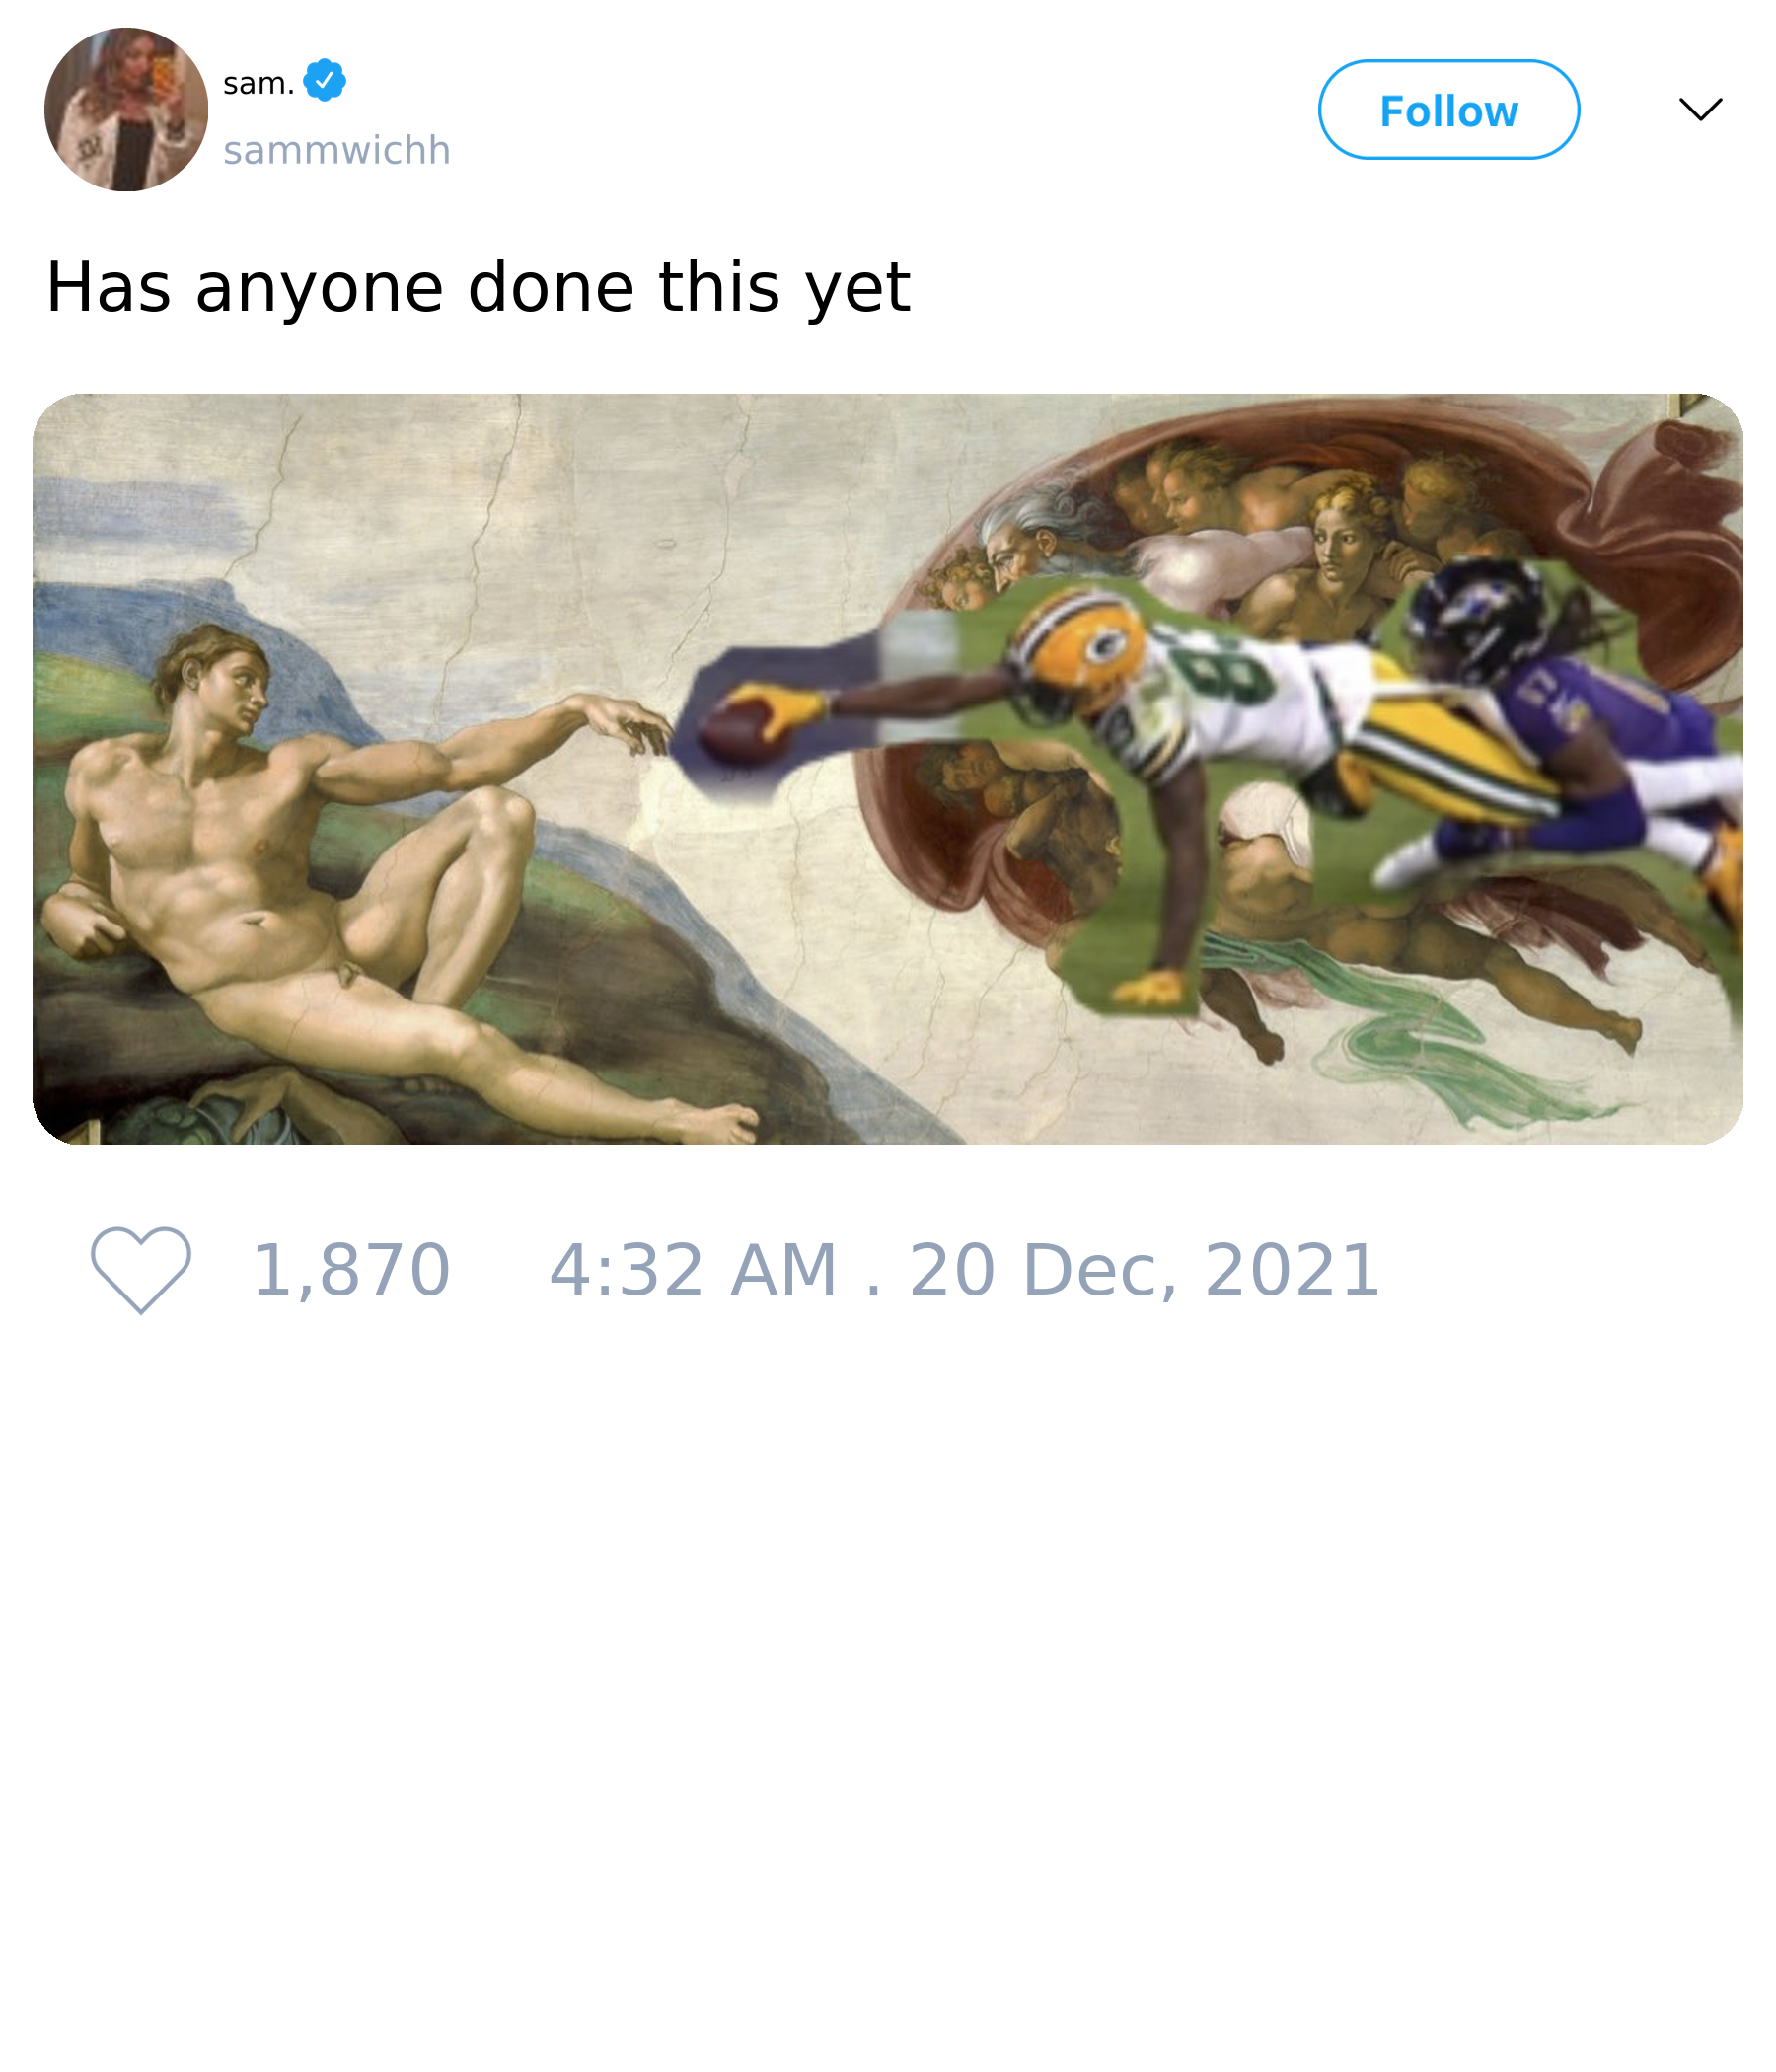 sam.
sammwichh
Follow
Has anyone done this yet
1,870
4:32 AM . 20 Dec, 2021